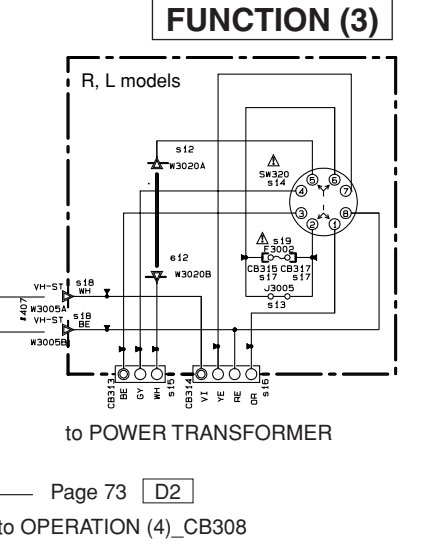 FUNCTION (3)
R, L models
s12
W3020A
SW320
s14
5
6
4
7
3
8
2
1
s19
F3002
s12
W3020B
CB315 CB317
s17 s17
J3005
s13
VH-ST s18
WH
W3005A
#407
VH-ST s18
BE
W3005B
CB313
BE
GY
WH
s15
CB314
VI
YE
RE
OR
s16
to POWER TRANSFORMER
Page 73 D2
to OPERATION (4)_CB308